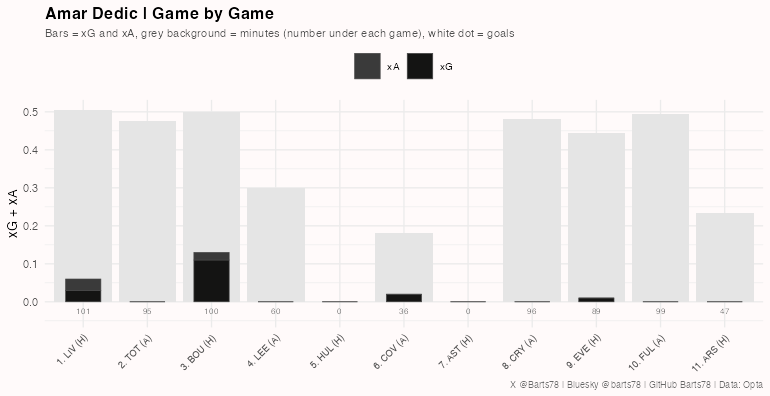 Amar Dedic | Game by Game
Bars = xG and xA, grey background = minutes (number under each game), white dot = goals
xA xG
xG + xA
0.5
0.4
0.3
0.2
0.1
0.0
101 95 100 60 0 36 0 96 89 99 47
1. LIV (H) 2. TOT (A) 3. BOU (H) 4. LEE (A) 5. HUL (H) 6. COV (A) 7. AST (H) 8. CRY (A) 9. EVE (H) 10. FUL (A) 11. ARS (H)
X @Barts78 | Bluesky @barts78 | GitHub Barts78 | Data: Opta